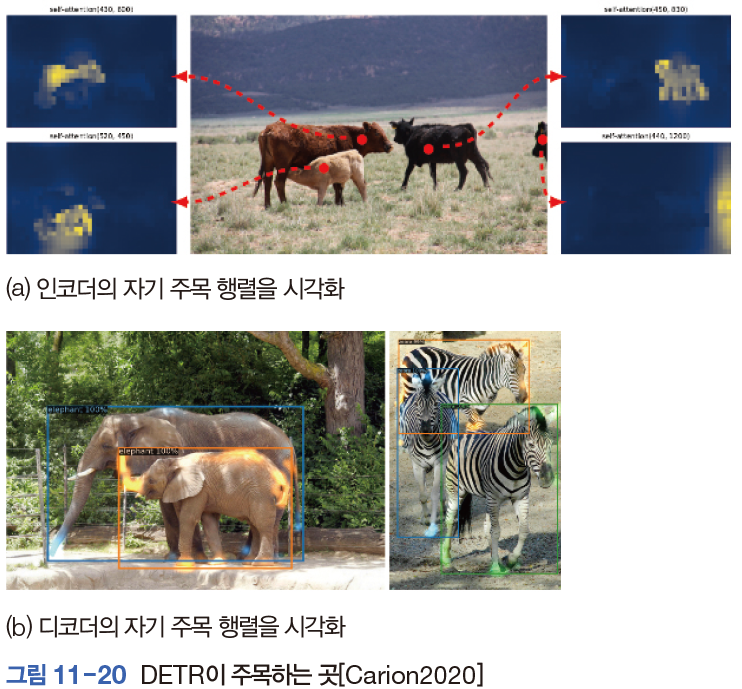 self-attention(430, 600)
self-attention(450, 830)
self-attention(520, 450)
self-attention(440, 1200)
(a) 인코더의 자기 주목 행렬을 시각화
elephant 100%
elephant 100%
(b) 디코더의 자기 주목 행렬을 시각화
그림 11-20 DETR이 주목하는 곳[Carion2020]